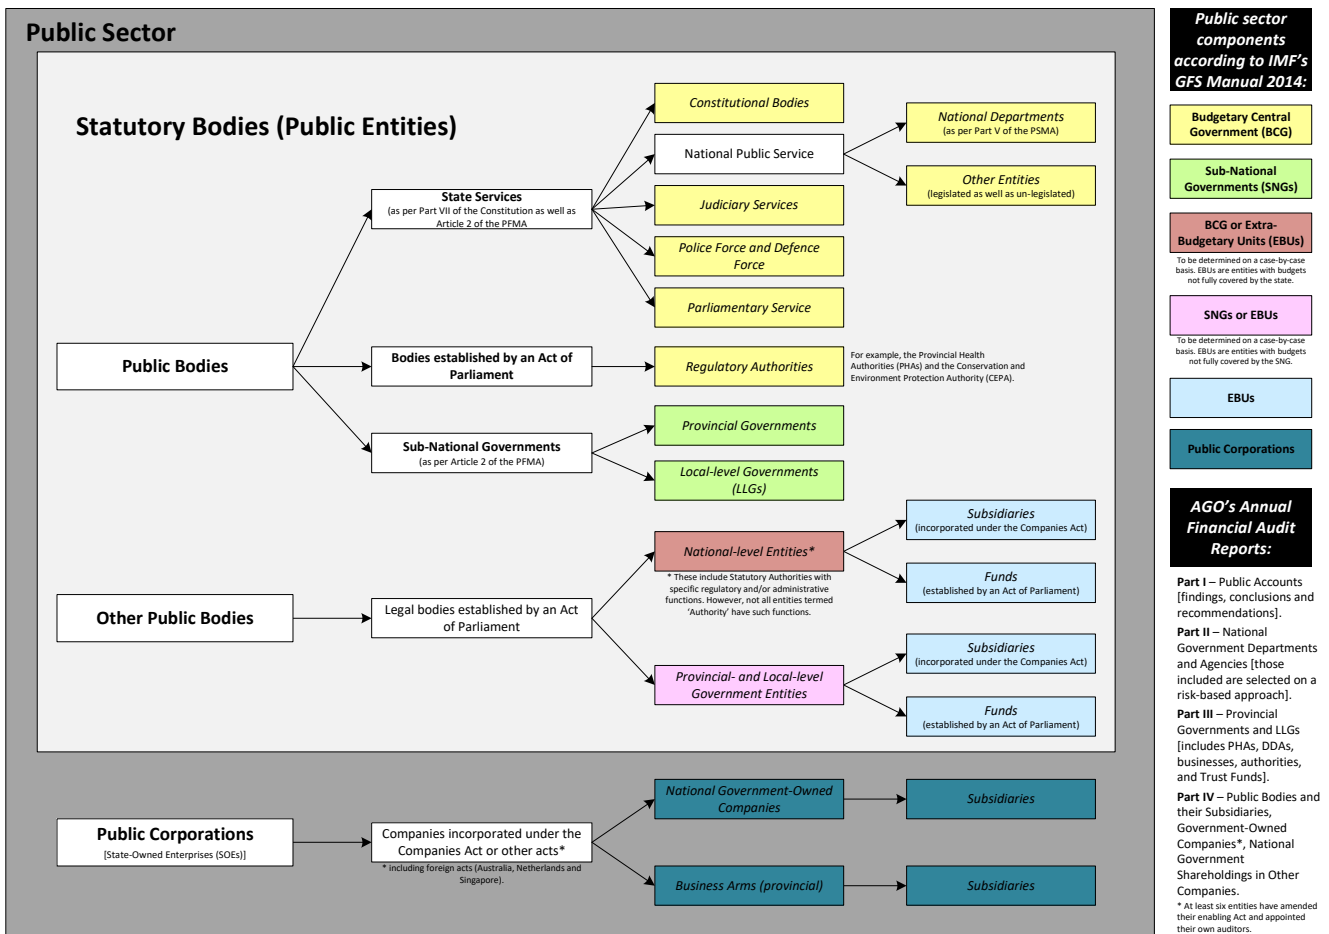 Public Sector
Statutory Bodies (Public Entities)
Public Bodies
State Services
(as per Part VII of the Constitution as well as
Article 2 of the PFMA
Constitutional Bodies
National Public Service
National Departments
(as per Part V of the PSMA)
Other Entities
(legislated as well as un-legislated)
Judiciary Services
Police Force and Defence
Force
Parliamentary Service
Bodies established by an Act of
Parliament
Regulatory Authorities
For example, the Provincial Health
Authorities (PHAs) and the Conservation and
Environment Protection Authority (CEPA).
Sub-National Governments
(as per Article 2 of the PFMA)
Provincial Governments
Local-level Governments
(LLGs)
Other Public Bodies
Legal bodies established by an Act
of Parliament
National-level Entities*
* These include Statutory Authorities with
specific regulatory and/or administrative
functions. However, not all entities termed
‘Authority’ have such functions.
Subsidiaries
(incorporated under the Companies Act)
Funds
(established by an Act of Parliament)
Provincial- and Local-level
Government Entities
Subsidiaries
(incorporated under the Companies Act)
Funds
(established by an Act of Parliament)
Public Corporations
[State-Owned Enterprises (SOEs)]
Companies incorporated under the
Companies Act or other acts*
* including foreign acts (Australia, Netherlands and
Singapore).
National Government-Owned
Companies
Subsidiaries
Business Arms (provincial)
Subsidiaries
Public sector
components
according to IMF’s
GFS Manual 2014:
Budgetary Central
Government (BCG)
Sub-National
Governments (SNGs)
BCG or Extra-
Budgetary Units (EBUs)
To be determined on a case-by-case
basis. EBUs are entities with budgets
not fully covered by the state.
SNGs or EBUs
To be determined on a case-by-case
basis. EBUs are entities with budgets
not fully covered by the SNG.
EBUs
Public Corporations
AGO’s Annual
Financial Audit
Reports:
Part I – Public Accounts
[findings, conclusions and
recommendations].
Part II – National
Government Departments
and Agencies [those
included are selected on a
risk-based approach].
Part III – Provincial
Governments and LLGs
[includes PHAs, DDAs,
businesses, authorities,
and Trust Funds].
Part IV – Public Bodies and
their Subsidiaries,
Government-Owned
Companies*, National
Government
Shareholdings in Other
Companies.
* At least six entities have amended
their enabling Act and appointed
their own auditors.